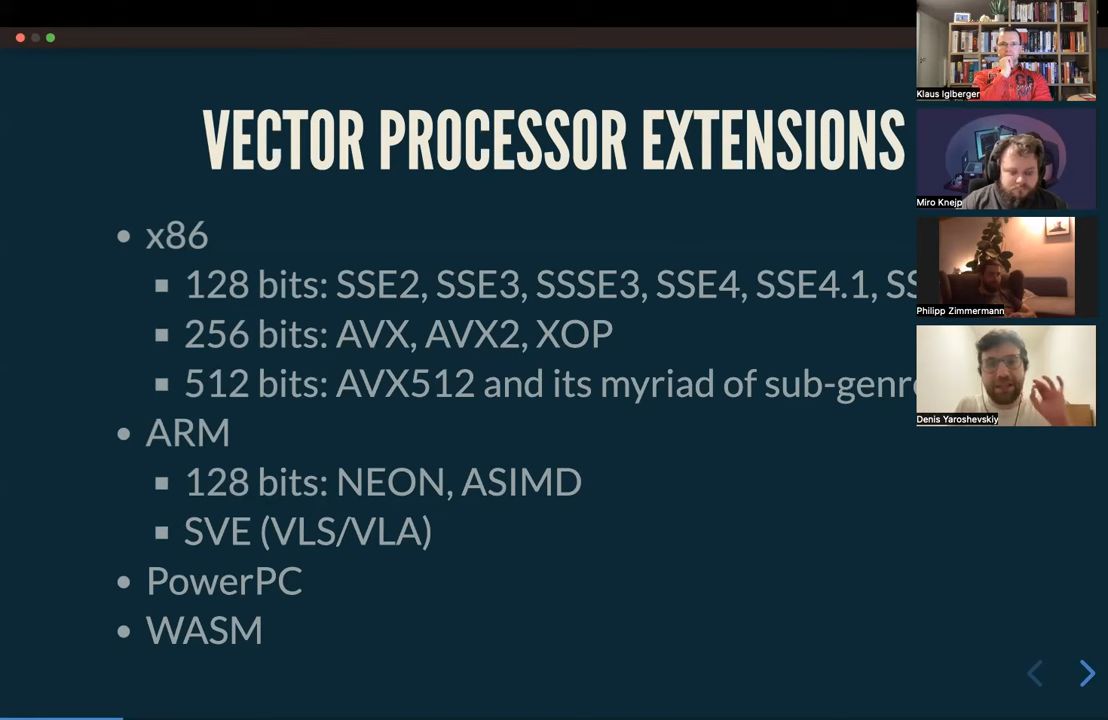 VECTOR PROCESSOR EXTENSIONS
x86
128 bits: SSE2, SSE3, SSSE3, SSE4, SSE4.1,
256 bits: AVX, AVX2, XOP
512 bits: AVX512 and its myriad of
ARM
128 bits: NEON, ASIMD
SVE (VLS/VLA)
PowerPC
WASM
Klaus Iglberger
Miro Knejp
Philipp Zimmermann
Denis Yaroshevskiy